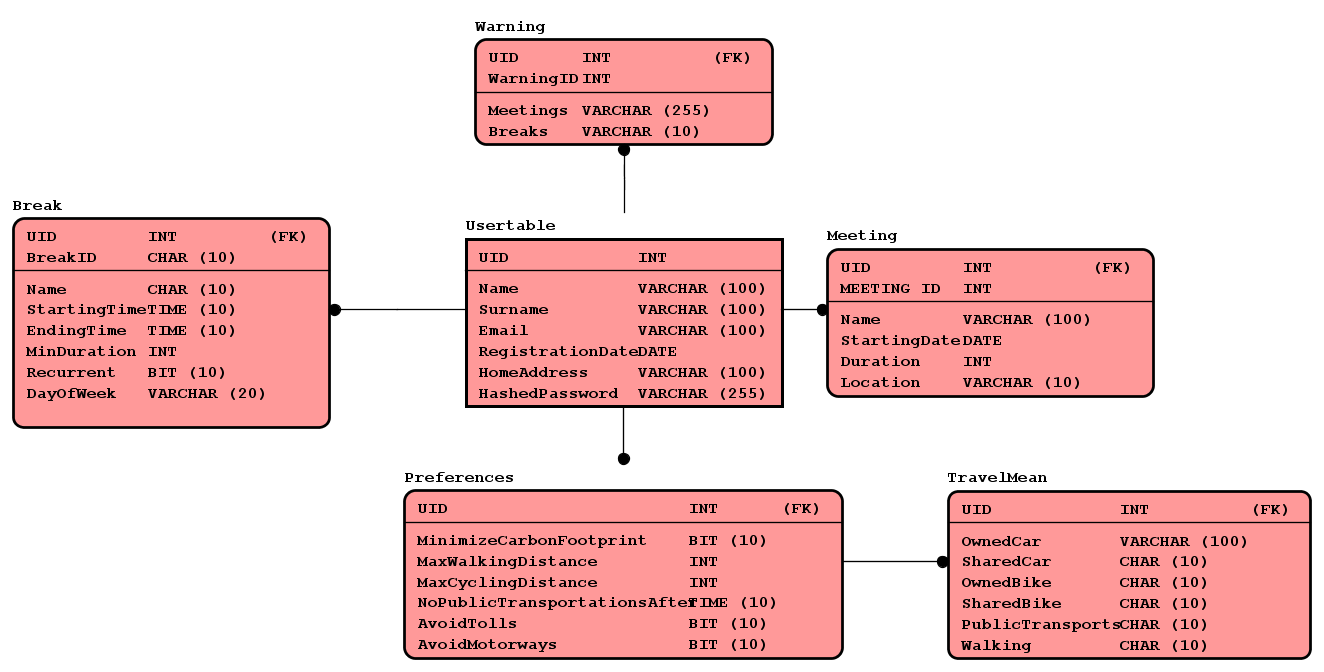 Warning
UID INT (FK)
WarningID INT
Meetings VARCHAR (255)
Breaks VARCHAR (10)
Break
UID INT (FK)
BreakID CHAR (10)
Name CHAR (10)
StartingTime TIME (10)
EndingTime TIME (10)
MinDuration INT
Recurrent BIT (10)
DayOfWeek VARCHAR (20)
Usertable
UID INT
Name VARCHAR (100)
Surname VARCHAR (100)
Email VARCHAR (100)
RegistrationDate DATE
HomeAddress VARCHAR (100)
HashedPassword VARCHAR (255)
Meeting
UID INT (FK)
MEETING ID INT
Name VARCHAR (100)
StartingDate DATE
Duration INT
Location VARCHAR (10)
Preferences
UID INT (FK)
MinimizeCarbonFootprint BIT (10)
MaxWalkingDistance INT
MaxCyclingDistance INT
NoPublicTransportationsAfter TIME (10)
AvoidTolls BIT (10)
AvoidMotorways BIT (10)
TravelMean
UID INT (FK)
OwnedCar VARCHAR (100)
SharedCar CHAR (10)
OwnedBike CHAR (10)
SharedBike CHAR (10)
PublicTransports CHAR (10)
Walking CHAR (10)